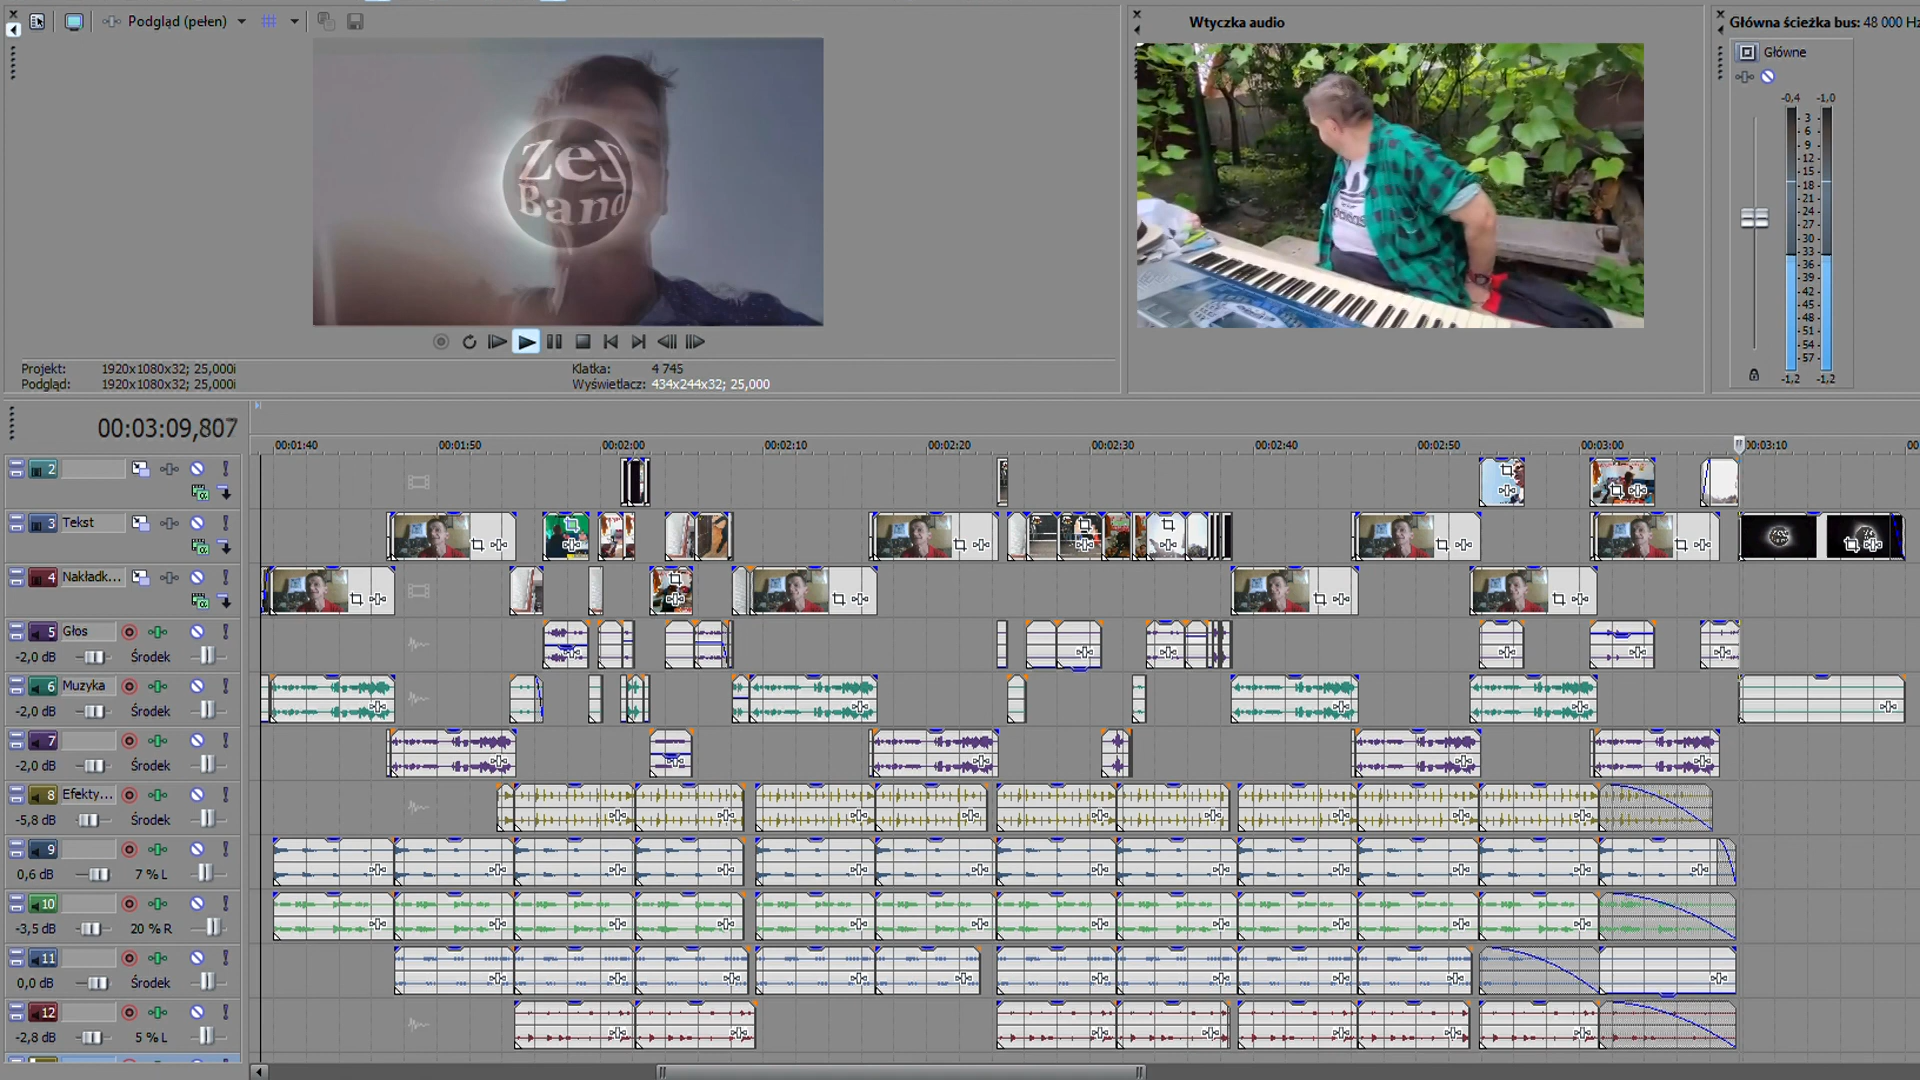 Podgląd (pełen)
Wtyczka audio
Główna ścieżka bus: 48 000 Hz
Główne
-0,4 -1,0
3
6
9
12
15
18
21
24
27
30
33
36
39
42
45
48
51
54
57
-1,2 -1,2
Zez
Band
adidas
Projekt: 1920x1080x32; 25,000i
Podgląd: 1920x1080x32; 25,000i
Klatka: 4 745
Wyświetlacz: 434x244x32; 25,000
00:03:09,807
00:01:40 00:01:50 00:02:00 00:02:10 00:02:20 00:02:30 00:02:40 00:02:50 00:03:00 00:03:10 00
2
3 Tekst
4 Nakładk...
5 Głos
-2,0 dB Środek
6 Muzyka
-2,0 dB Środek
7
-2,0 dB Środek
8 Efekty...
-5,8 dB Środek
9
0,6 dB 7 % L
10
-3,5 dB 20 % R
11
0,0 dB Środek
12
-2,8 dB 5 % L